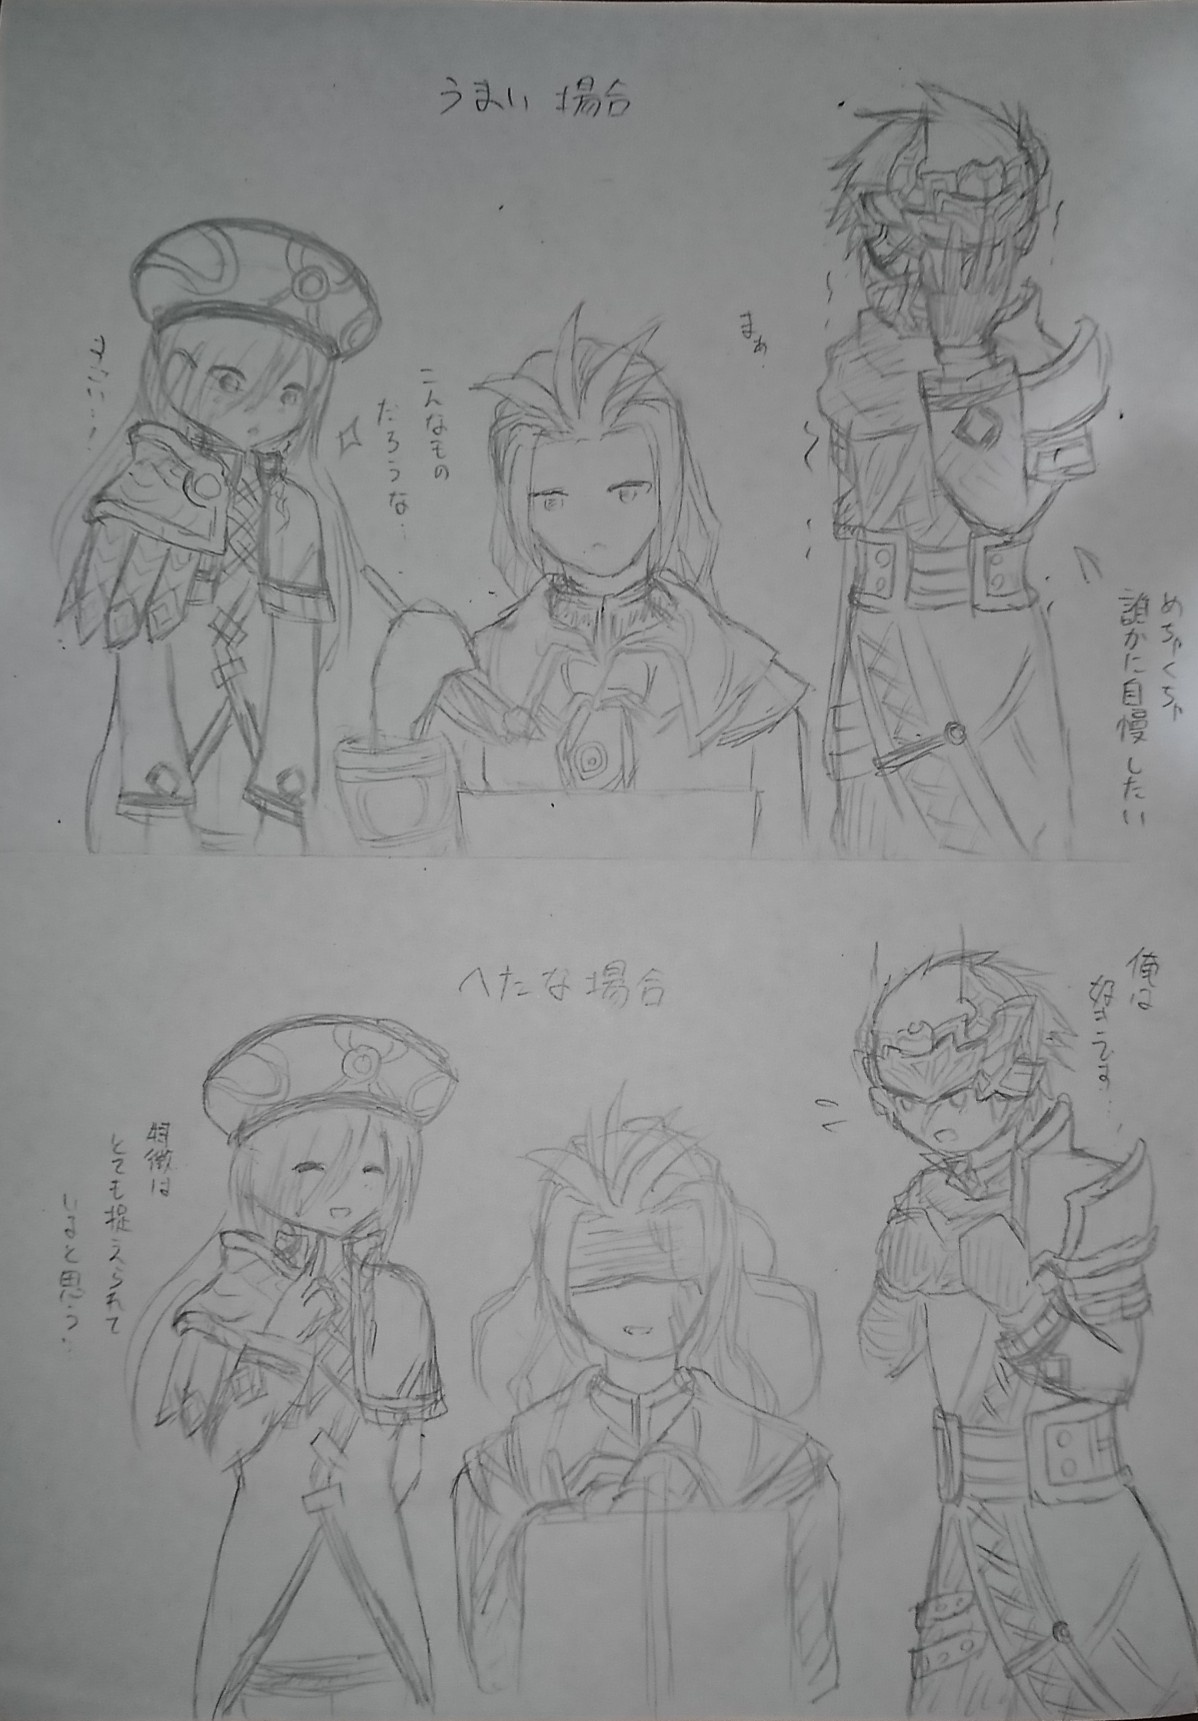 うまい場合
すごい…!
こんなもの
だろうな…
まぁ
めちゃくちゃ
誰かに自慢したい
へたな場合
特徴は
とても捉えられて
いると思う…
俺は
好きでは…